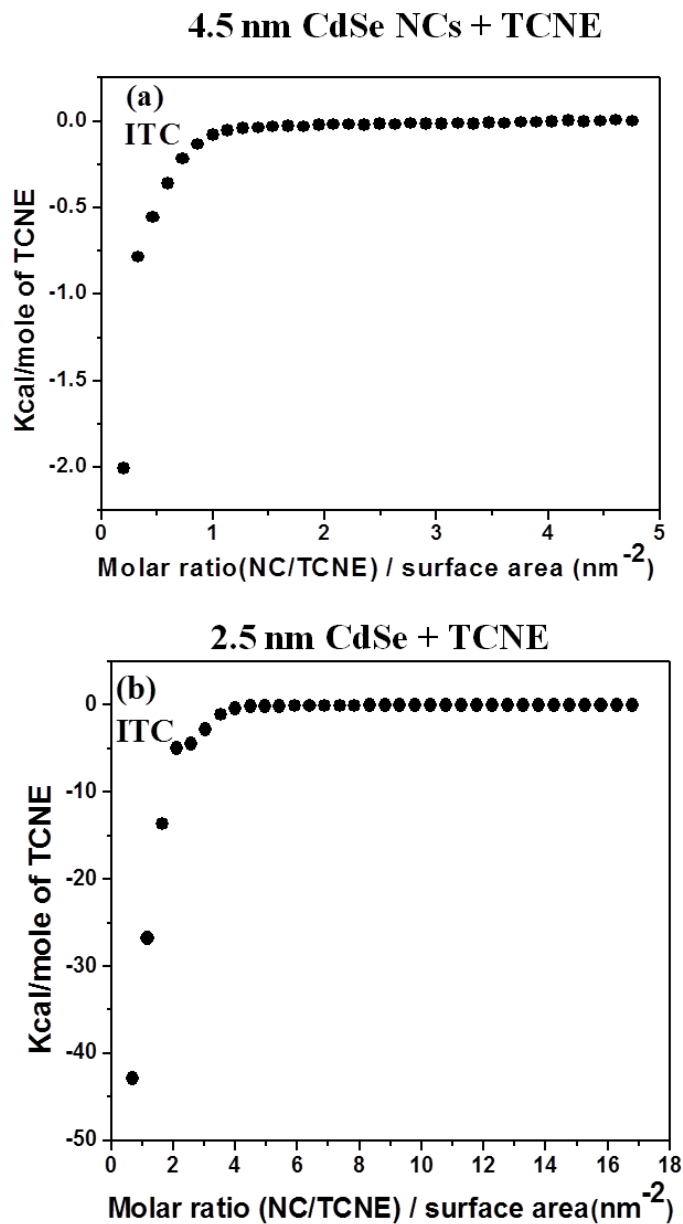 4.5 nm CdSe NCs + TCNE
(a)
ITC
0.0
-0.5
-1.0
-1.5
-2.0
Kcal/mole of TCNE
0 1 2 3 4 5
Molar ratio(NC/TCNE) / surface area (nm-2)
2.5 nm CdSe + TCNE
(b)
ITC
0
-10
-20
-30
-40
-50
Kcal/mole of TCNE
0 2 4 6 8 10 12 14 16 18
Molar ratio (NC/TCNE) / surface area(nm-2)